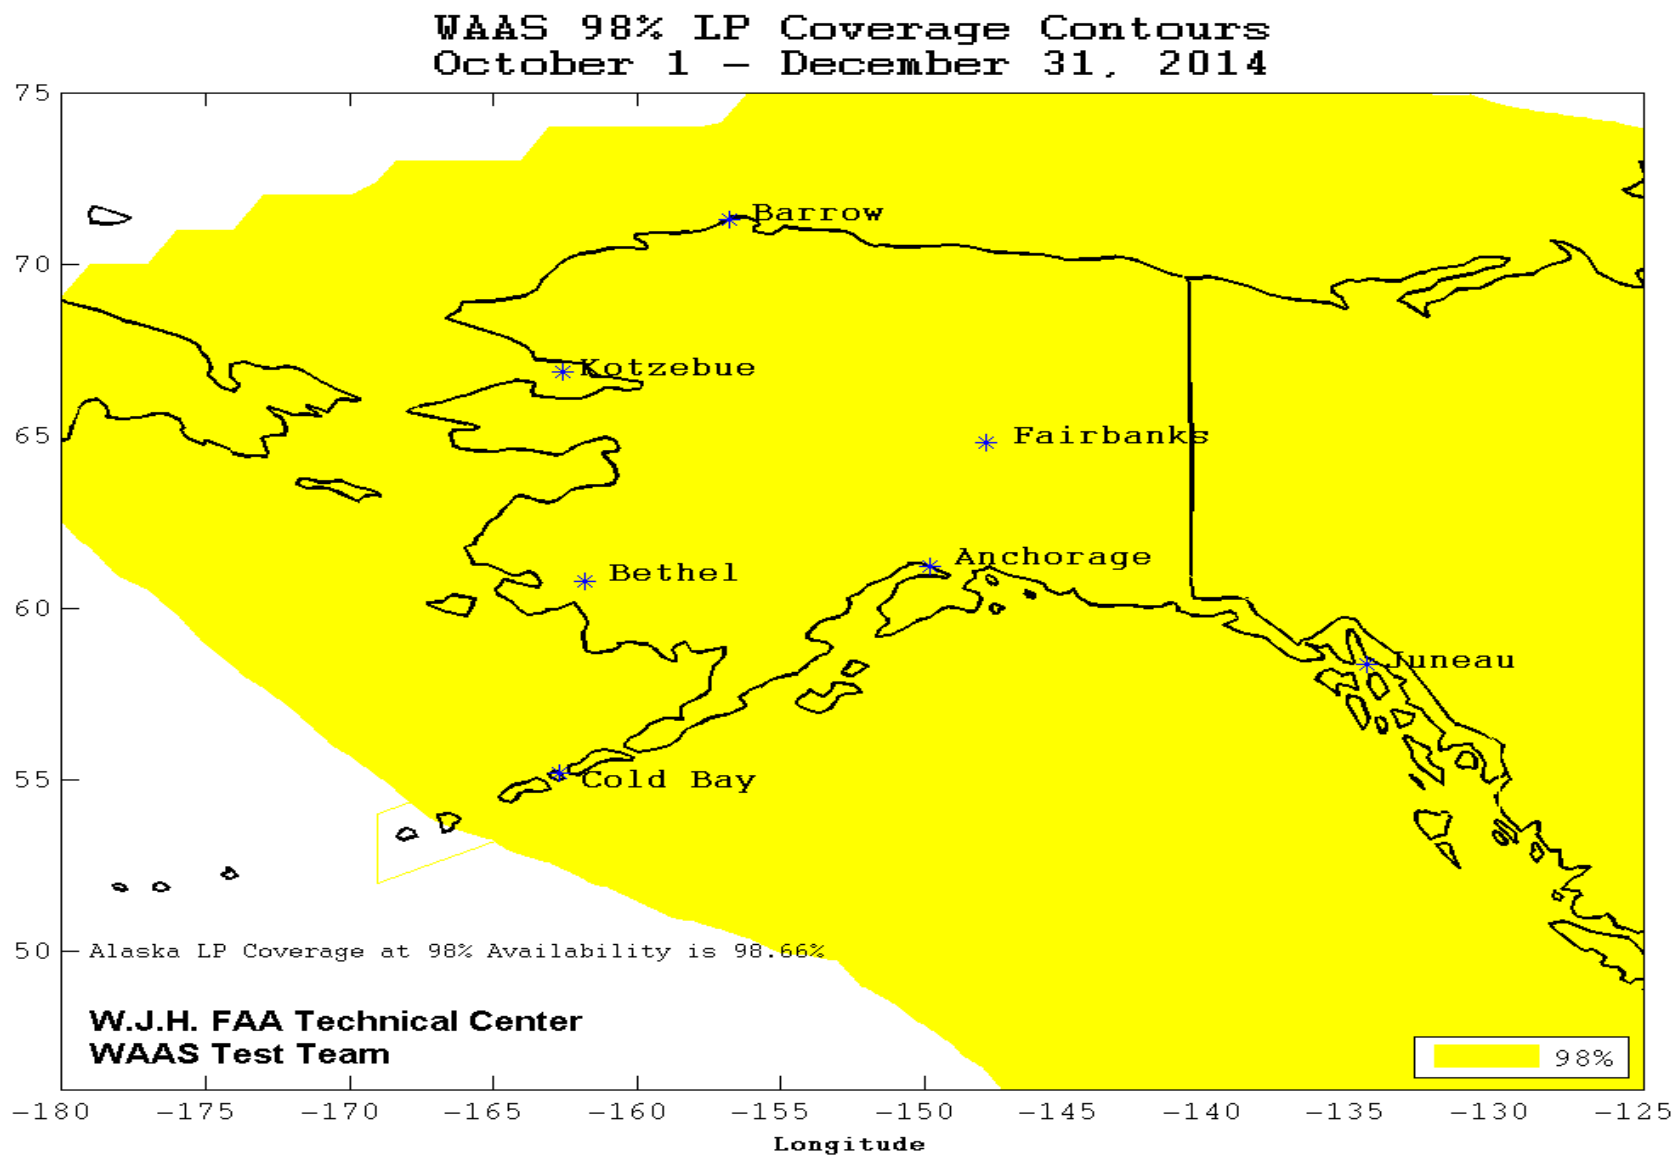 WAAS 98% LP Coverage Contours
October 1 - December 31, 2014
75
70
65
60
55
50
Barrow
Kotzebue
Fairbanks
Anchorage
Bethel
Juneau
Cold Bay
Alaska LP Coverage at 98% Availability is 98.66%
W.J.H. FAA Technical Center
WAAS Test Team
98%
-180 -175 -170 -165 -160 -155 -150 -145 -140 -135 -130 -125
Longitude